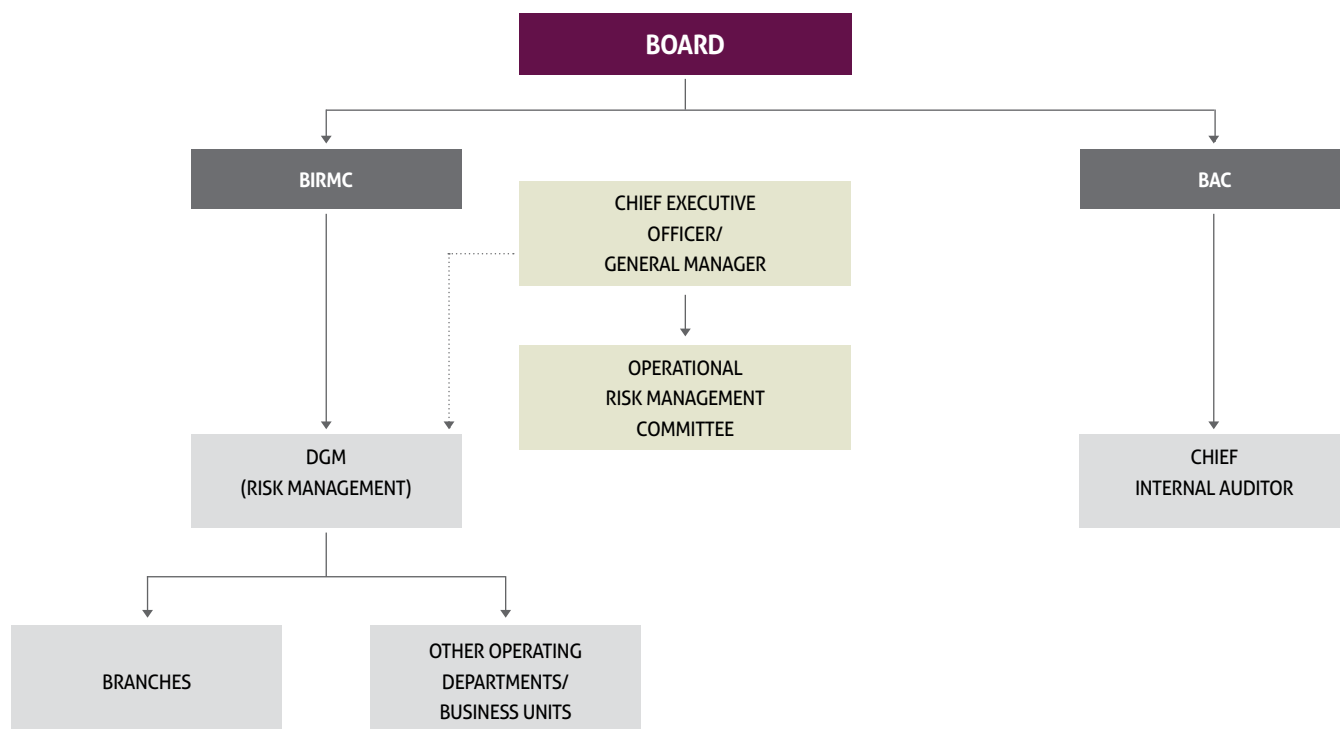 BOARD
BIRMC
BAC
CHIEF EXECUTIVE
OFFICER/
GENERAL MANAGER
OPERATIONAL
RISK MANAGEMENT
COMMITTEE
DGM
(RISK MANAGEMENT)
CHIEF
INTERNAL AUDITOR
BRANCHES
OTHER OPERATING
DEPARTMENTS/
BUSINESS UNITS